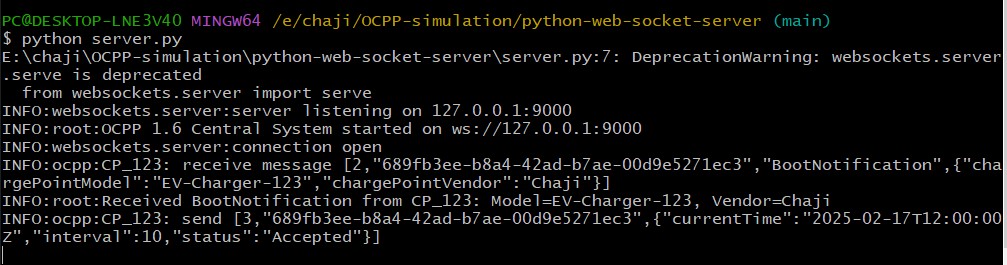 PC@DESKTOP-LNE3V40 MINGW64 /e/chaji/OCPP-simulation/python-web-socket-server (main)
$ python server.py
E:\chaji\OCPP-simulation\python-web-socket-server\server.py:7: DeprecationWarning: websockets.server
.serve is deprecated
  from websockets.server import serve
INFO:websockets.server:server listening on 127.0.0.1:9000
INFO:root:OCPP 1.6 Central System started on ws://127.0.0.1:9000
INFO:websockets.server:connection open
INFO:ocpp:CP_123: receive message [2,"689fb3ee-b8a4-42ad-b7ae-00d9e5271ec3","BootNotification",{"cha
rgePointModel":"EV-Charger-123","chargePointVendor":"Chaji"}]
INFO:root:Received BootNotification from CP_123: Model=EV-Charger-123, Vendor=Chaji
INFO:ocpp:CP_123: send [3,"689fb3ee-b8a4-42ad-b7ae-00d9e5271ec3",{"currentTime":"2025-02-17T12:00:00
Z","interval":10,"status":"Accepted"}]